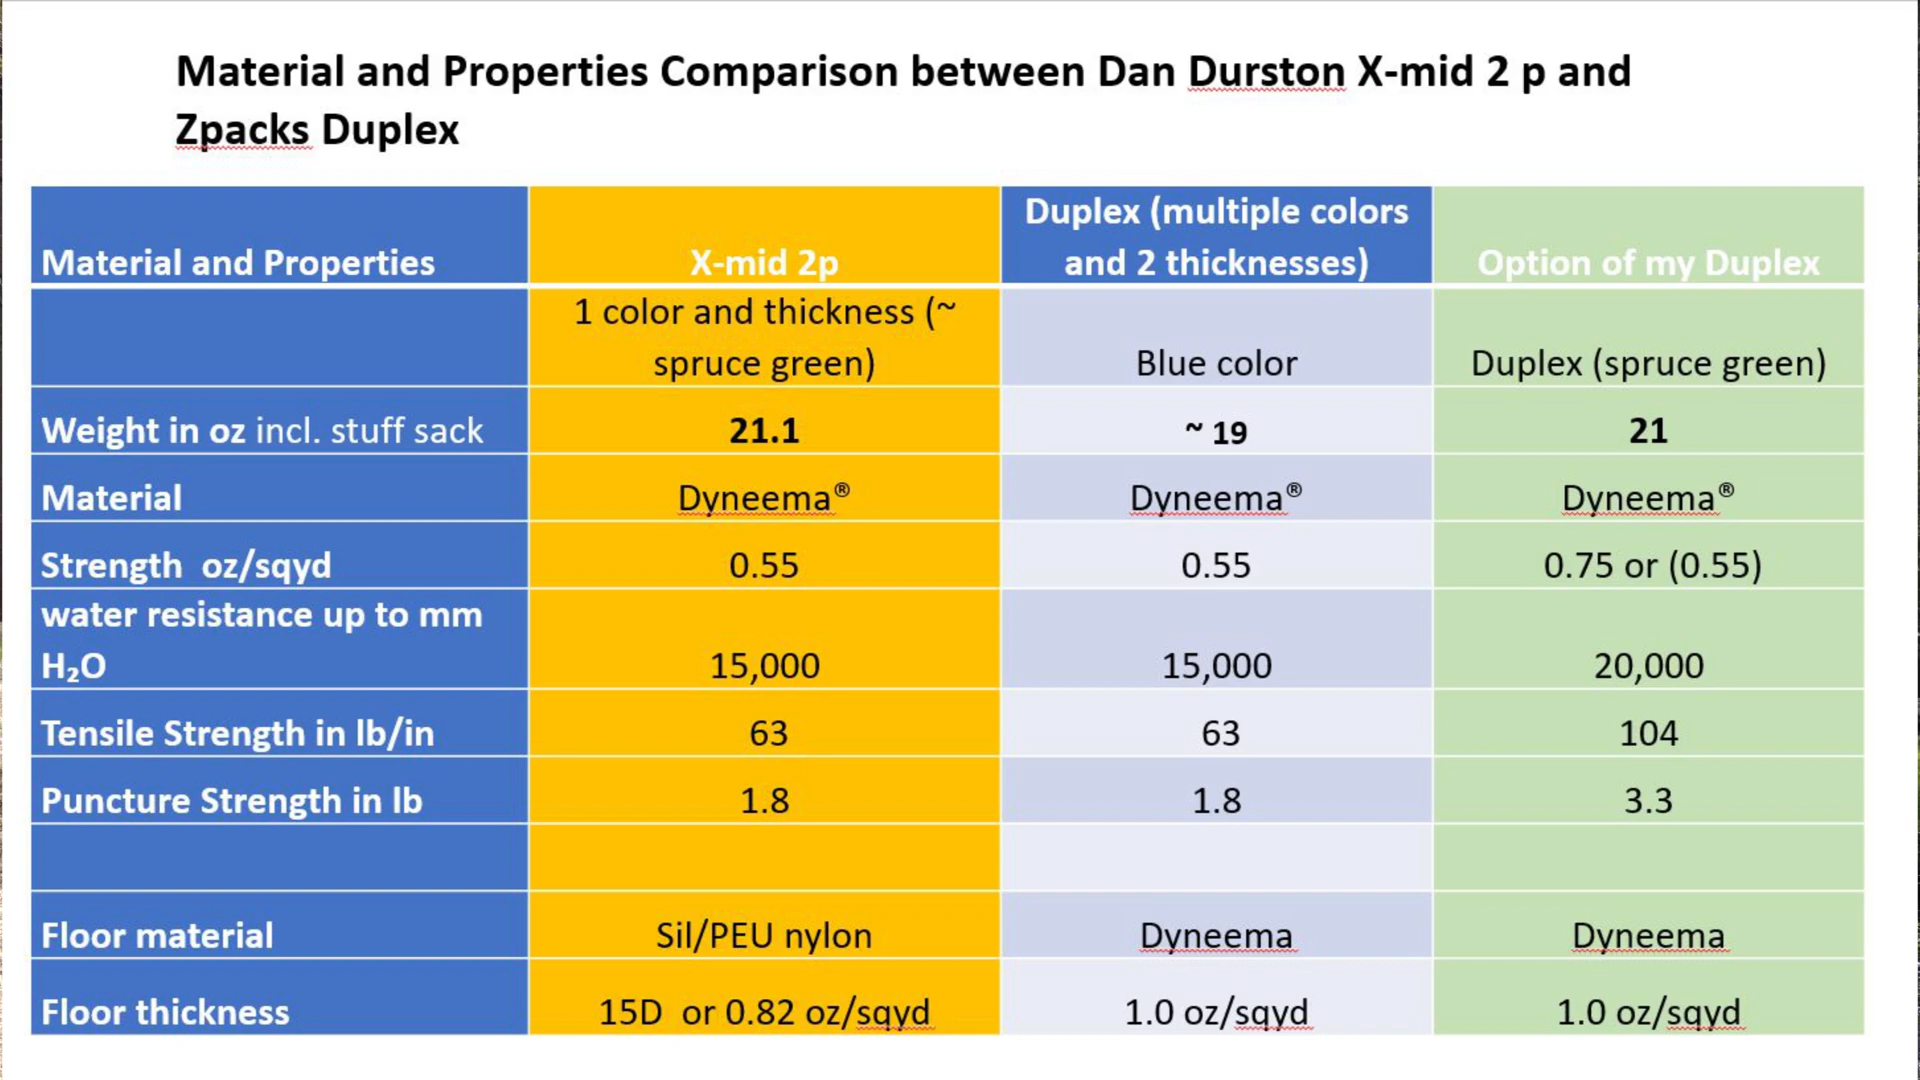 Material and Properties Comparison between Dan Durston X-mid 2 p and
Zpacks Duplex
Material and Properties
X-mid 2p
Duplex (multiple colors
and 2 thicknesses)
Option of my Duplex
1 color and thickness (~
spruce green)
Blue color
Duplex (spruce green)
Weight in oz incl. stuff sack
21.1
~ 19
21
Material
Dyneema®
Dyneema®
Dyneema®
Strength  oz/sqyd
0.55
0.55
0.75 or (0.55)
water resistance up to mm
H₂O
15,000
15,000
20,000
Tensile Strength in lb/in
63
63
104
Puncture Strength in lb
1.8
1.8
3.3
Floor material
Sil/PEU nylon
Dyneema
Dyneema
Floor thickness
15D  or 0.82 oz/sqyd
1.0 oz/sqyd
1.0 oz/sqyd